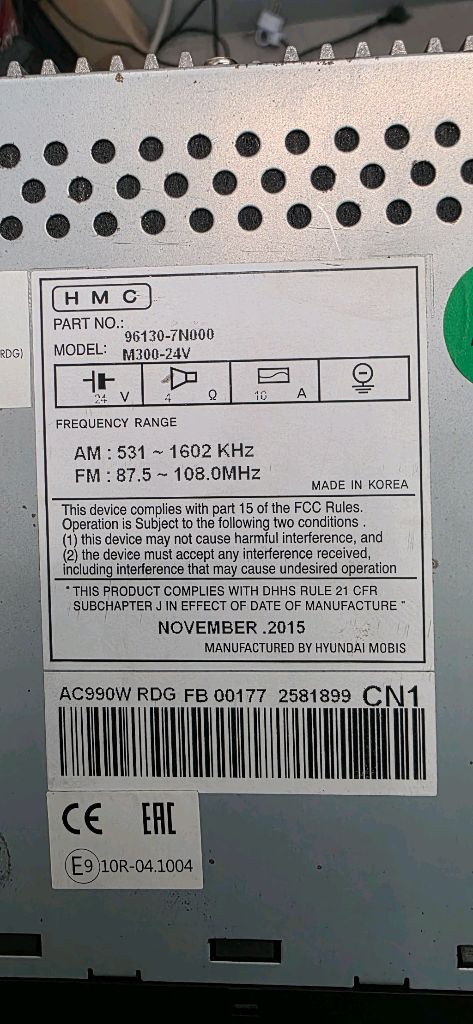 RDG)
HMC
PART NO.: 96130-7N000
MODEL: M300-24V
24 V 4 Ω 10 A
FREQUENCY RANGE
AM : 531 ~ 1602 KHz
FM : 87.5 ~ 108.0MHz
MADE IN KOREA
This device complies with part 15 of the FCC Rules.
Operation is Subject to the following two conditions .
(1) this device may not cause harmful interference, and
(2) the device must accept any interference received,
including interference that may cause undesired operation
" THIS PRODUCT COMPLIES WITH DHHS RULE 21 CFR
SUBCHAPTER J IN EFFECT OF DATE OF MANUFACTURE "
NOVEMBER .2015
MANUFACTURED BY HYUNDAI MOBIS
AC990W RDG FB 00177 2581899 CN1
CE EAC
E9 10R-04.1004